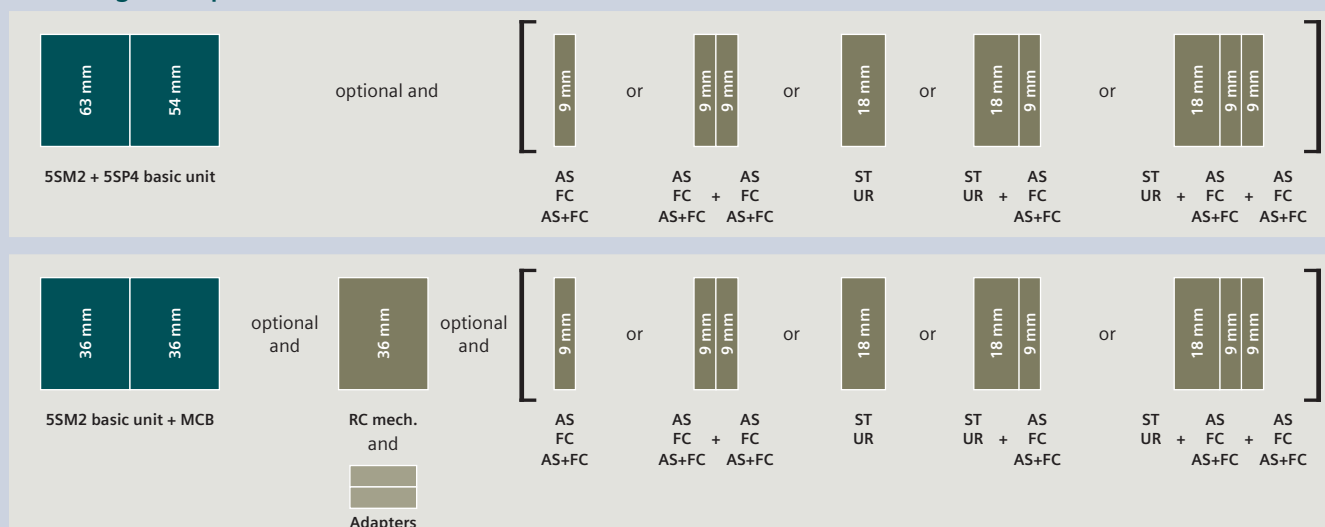 63 mm 54 mm optional and 9 mm or 9 mm 9 mm or 18 mm or 18 mm 9 mm or 18 mm 9 mm 9 mm
5SM2 + 5SP4 basic unit AS AS AS ST ST AS ST AS AS
FC FC + FC UR UR + FC UR + FC + FC
AS+FC AS+FC AS+FC AS+FC AS+FC AS+FC
36 mm 36 mm optional and 36 mm optional and 9 mm or 9 mm 9 mm or 18 mm or 18 mm 9 mm or 18 mm 9 mm 9 mm
5SM2 basic unit + MCB RC mech. AS AS AS ST ST AS ST AS AS
and FC FC + FC UR UR + FC UR + FC + FC
AS+FC AS+FC AS+FC AS+FC AS+FC AS+FC
Adapters